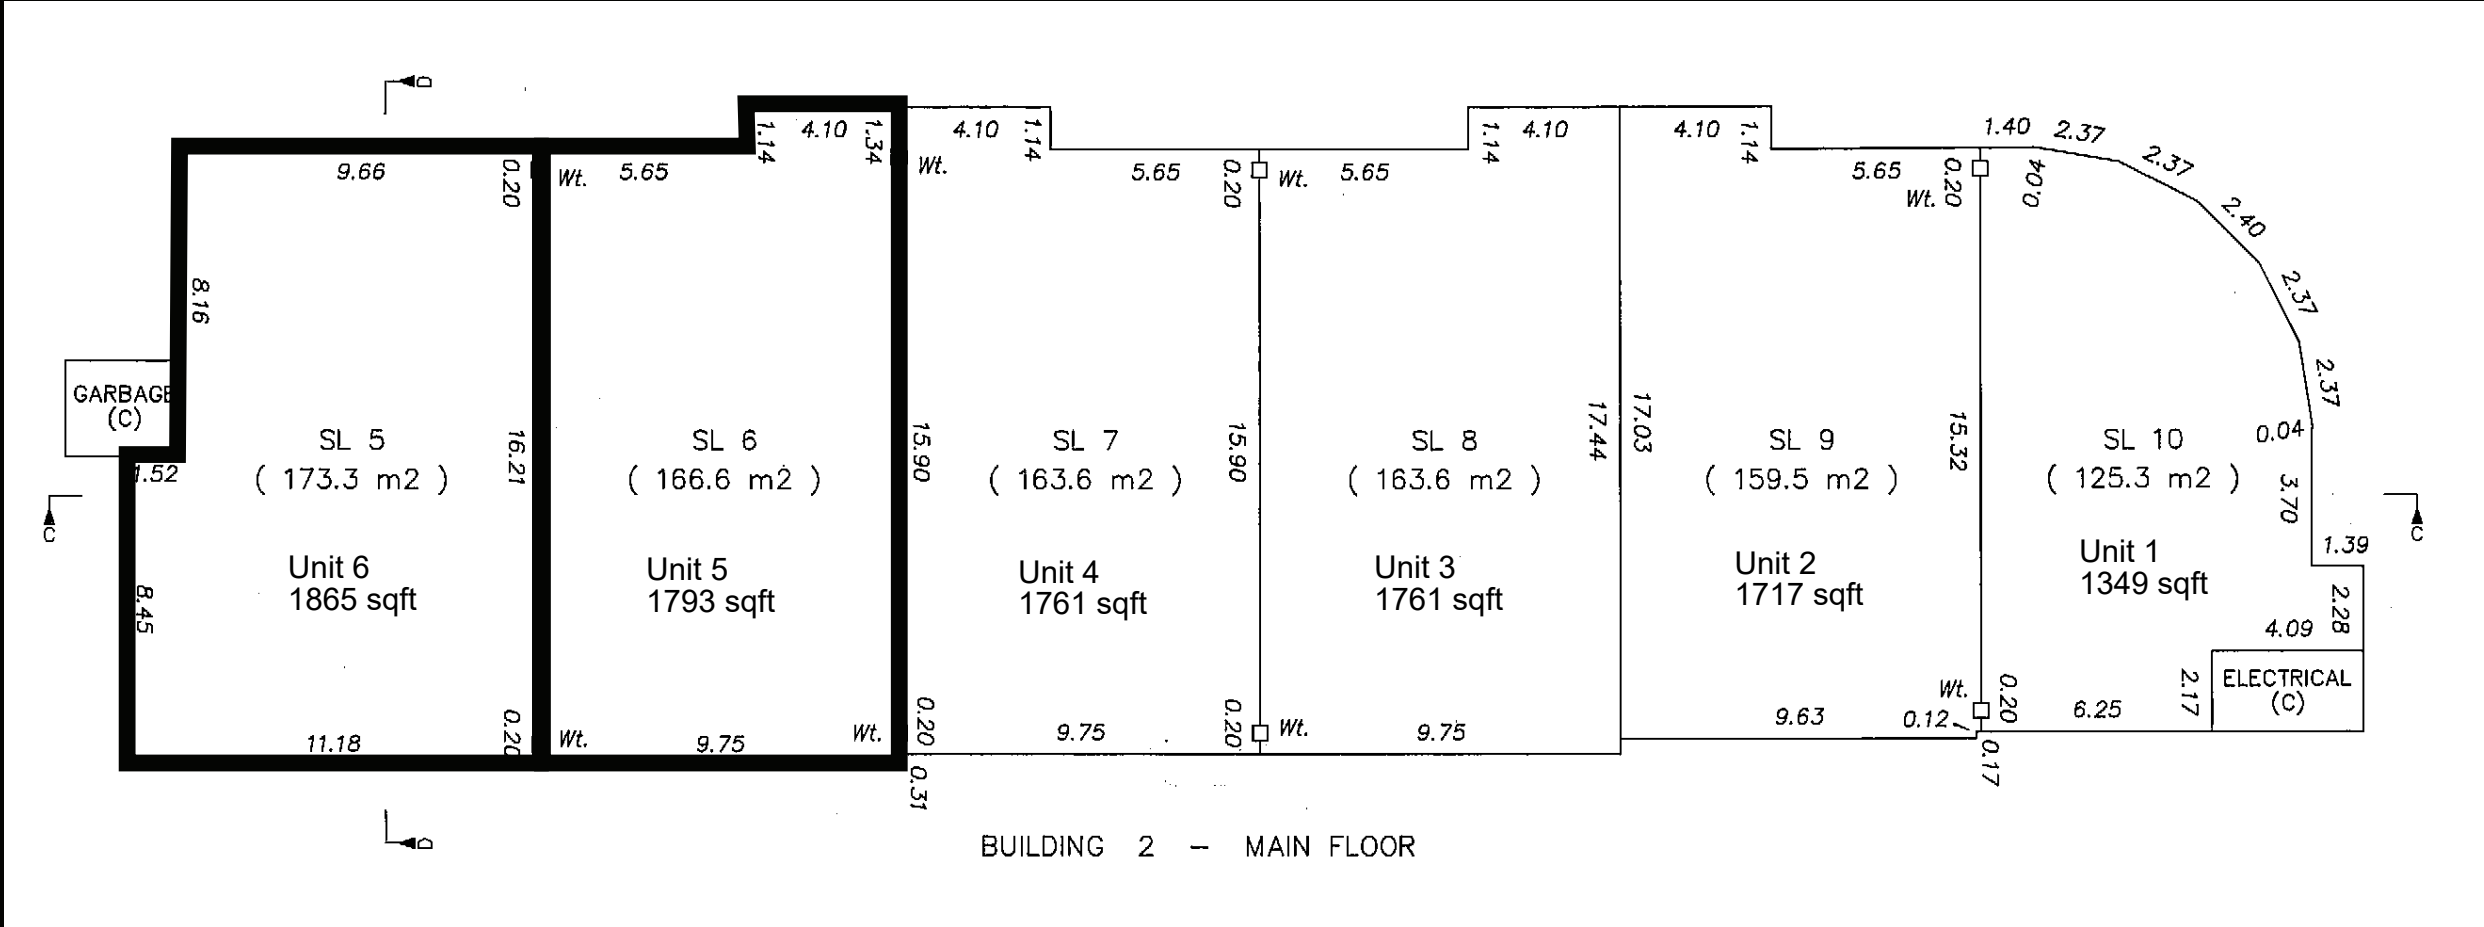 D
9.66
0.20
Wt.
5.65
1.14
4.10
1.34
Wt.
4.10
1.14
5.65
0.20
Wt.
5.65
1.14
4.10
4.10
1.14
5.65
Wt.
0.20
1.40
0.04
2.37
2.37
2.40
2.37
2.37
8.16
GARBAGE
(C)
1.52
8.45
C
SL 5
( 173.3 m2 )
Unit 6
1865 sqft
16.21
11.18
0.20
SL 6
( 166.6 m2 )
Unit 5
1793 sqft
Wt.
9.75
Wt.
15.90
SL 7
( 163.6 m2 )
Unit 4
1761 sqft
0.20
0.31
9.75
15.90
0.20
Wt.
SL 8
( 163.6 m2 )
Unit 3
1761 sqft
9.75
17.44
17.03
SL 9
( 159.5 m2 )
Unit 2
1717 sqft
9.63
15.32
Wt.
0.12
0.20
0.17
SL 10
( 125.3 m2 )
Unit 1
1349 sqft
0.04
3.70
1.39
2.28
4.09
2.17
6.25
ELECTRICAL
(C)
C
D
BUILDING 2 – MAIN FLOOR